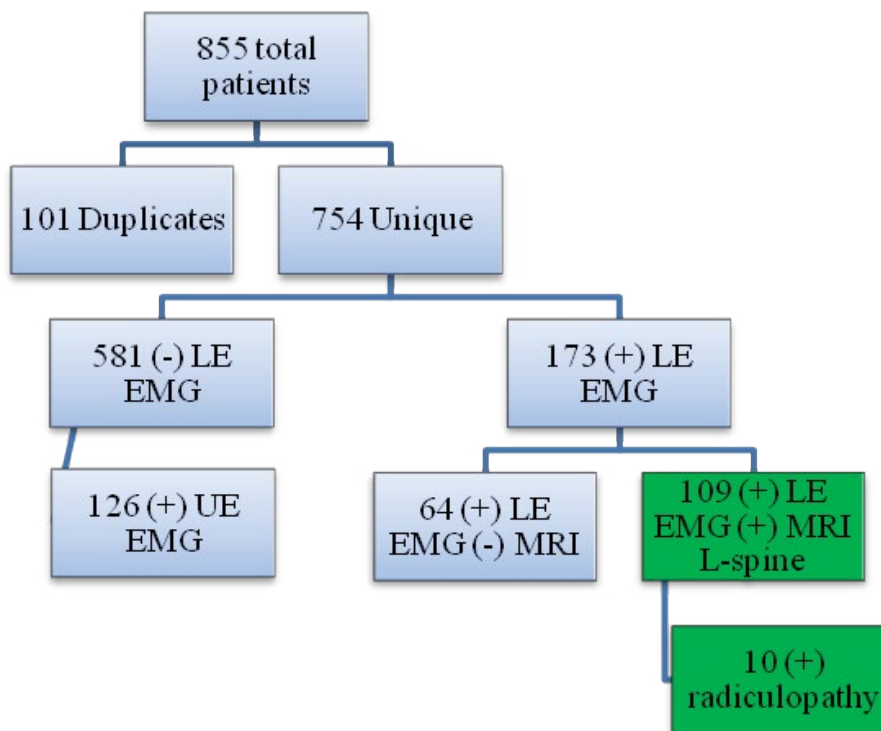 855 total
patients
101 Duplicates
754 Unique
581 (-) LE
EMG
173 (+) LE
EMG
126 (+) UE
EMG
64 (+) LE
EMG (-) MRI
109 (+) LE
EMG (+) MRI
L-spine
10 (+)
radiculopathy